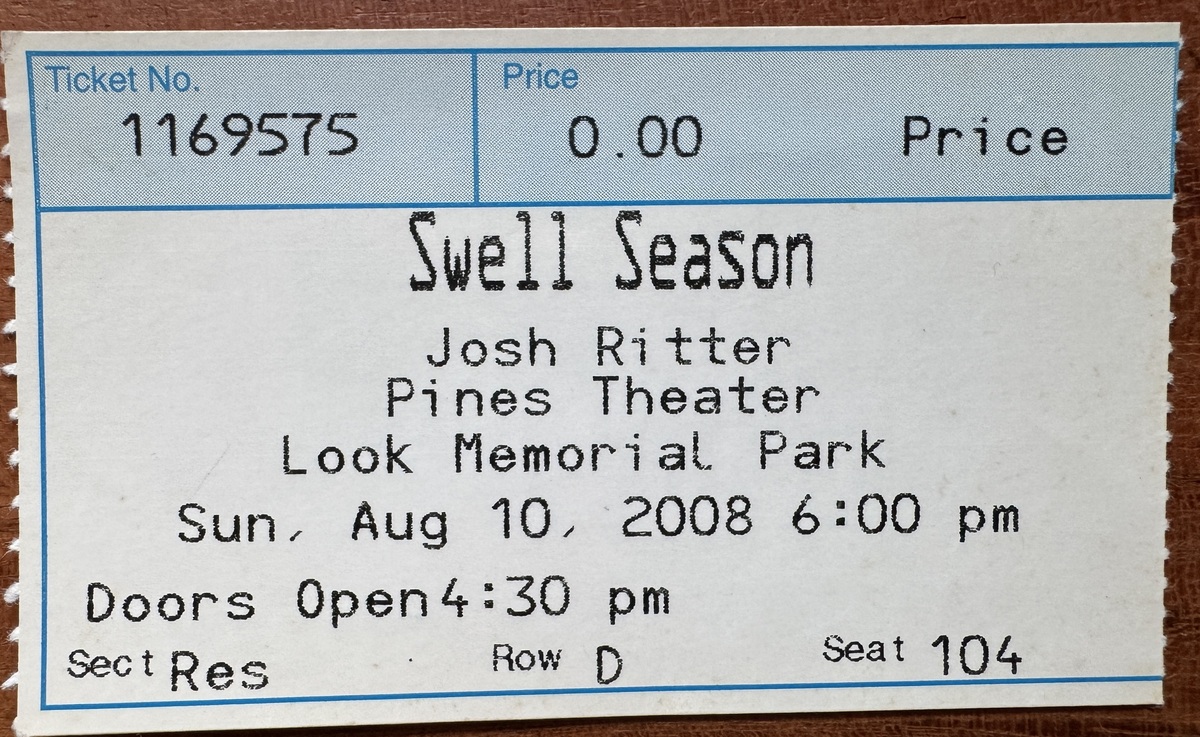 Ticket No. Price
1169575 0.00 Price
Swell Season
Josh Ritter
Pines Theater
Look Memorial Park
Sun, Aug 10, 2008 6:00 pm
Doors Open 4:30 pm
Sect Res Row D Seat 104